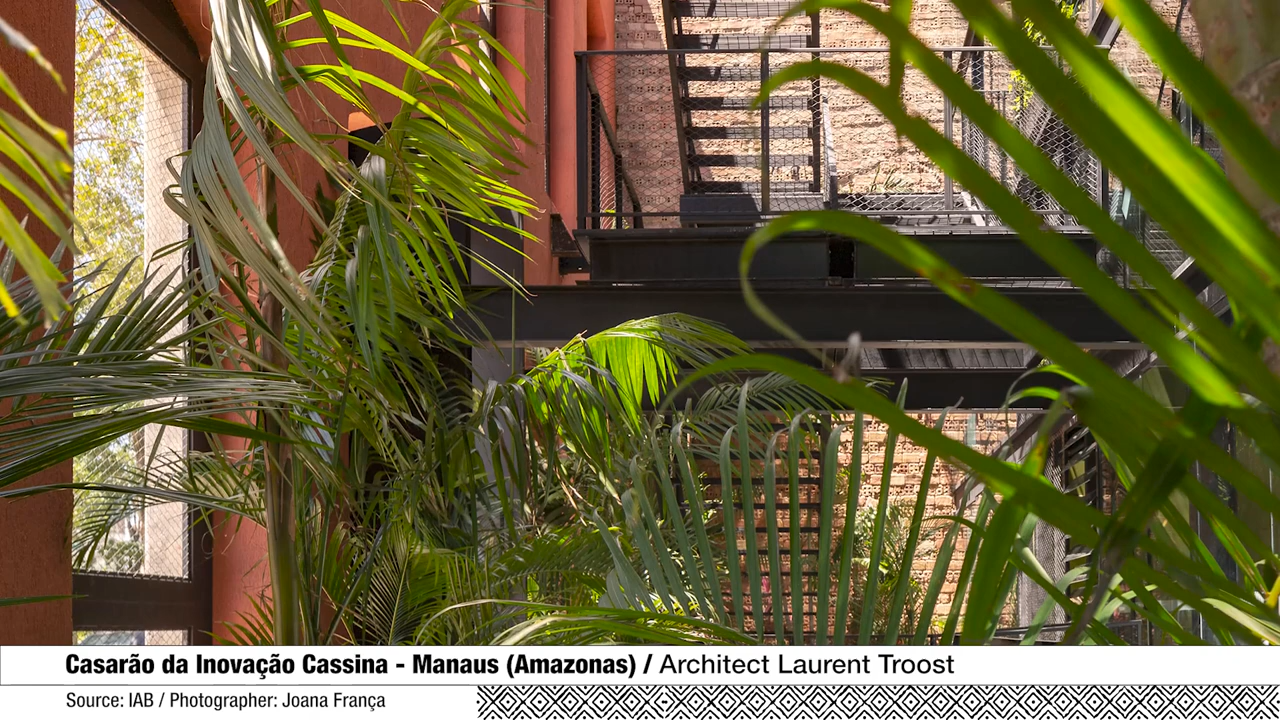 Casarão da Inovação Cassina - Manaus (Amazonas) / Architect Laurent Troost
Source: IAB / Photographer: Joana França